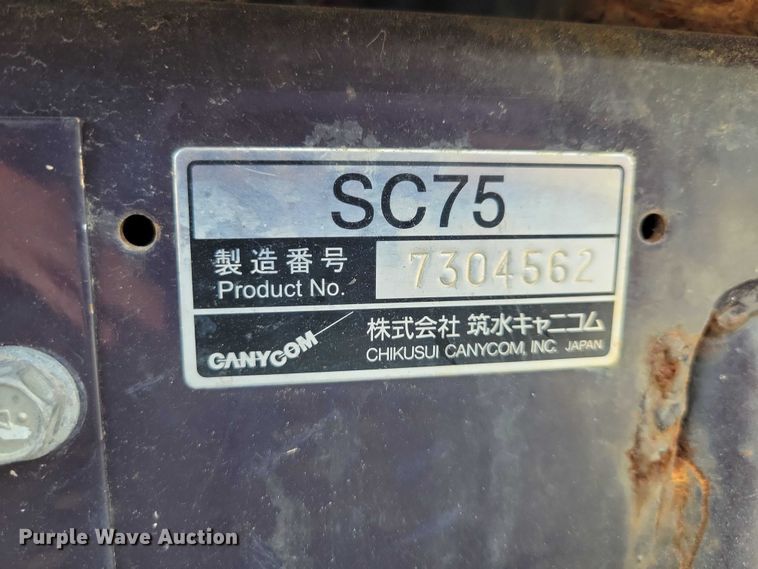 SC75
製造番号
Product No.
7304562
CANYCOM
株式会社 筑水キャニコム
CHIKUSUI CANYCOM, INC. JAPAN
Purple Wave Auction